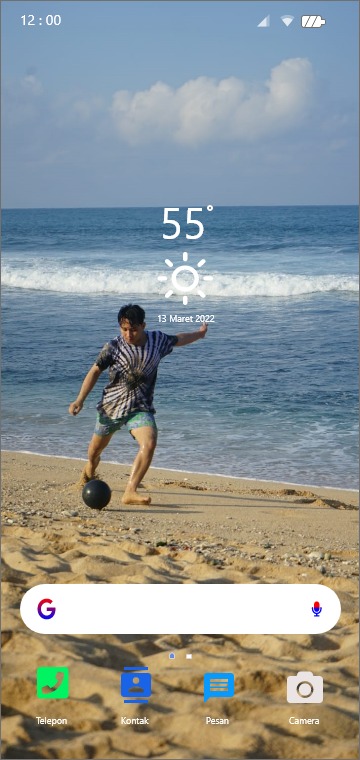 12 : 00
55°
13 Maret 2022
G
Telepon
Kontak
Pesan
Camera